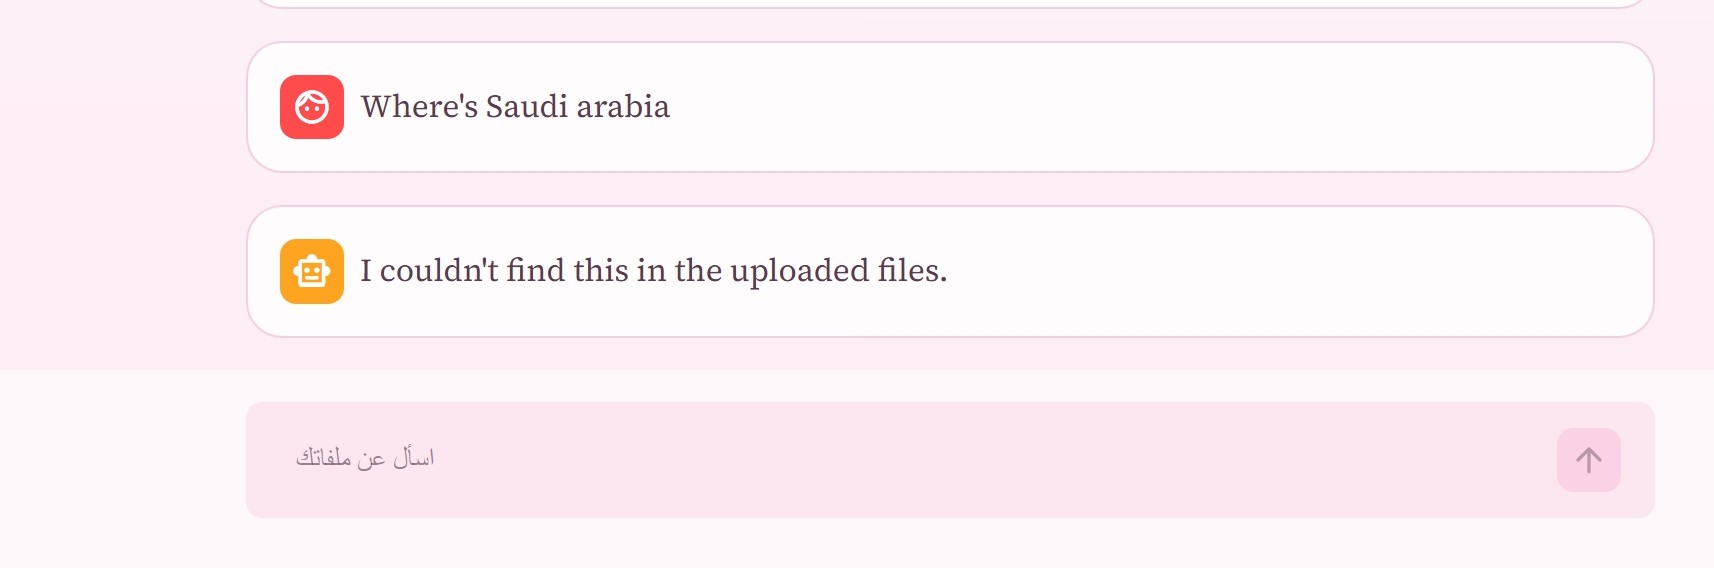 Where's Saudi arabia
I couldn't find this in the uploaded files.
اسأل عن ملفاتك